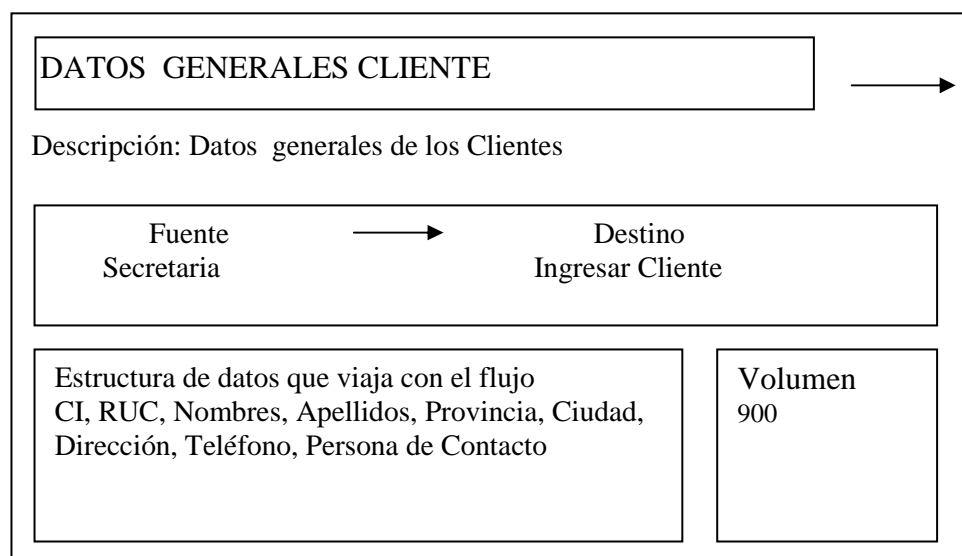 DATOS GENERALES CLIENTE
Descripción: Datos generales de los Clientes
Fuente Destino
Secretaria Ingresar Cliente
Estructura de datos que viaja con el flujo
CI, RUC, Nombres, Apellidos, Provincia, Ciudad,
Dirección, Teléfono, Persona de Contacto
Volumen
900